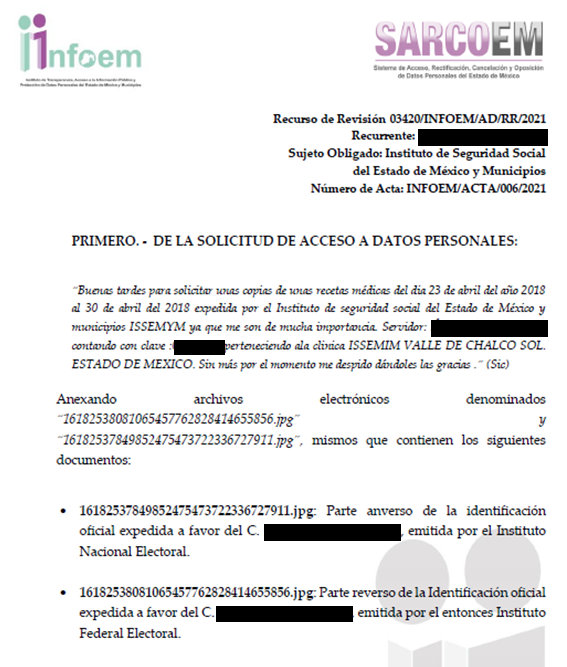 infoem
Instituto de Transparencia, Acceso a la Información Pública y
Protección de Datos Personales del Estado de México y Municipios
SARCOEM
Sistema de Acceso, Rectificación, Cancelación y Oposición
de Datos Personales del Estado de México
Recurso de Revisión 03420/INFOEM/AD/RR/2021
Recurrente:
Sujeto Obligado: Instituto de Seguridad Social
del Estado de México y Municipios
Número de Acta: INFOEM/ACTA/006/2021
PRIMERO. - DE LA SOLICITUD DE ACCESO A DATOS PERSONALES:
“Buenas tardes para solicitar unas copias de unas recetas médicas del dia 23 de abril del año 2018
al 30 de abril del 2018 expedida por el Instituto de seguridad social del Estado de México y
municipios ISSEMYM ya que me son de mucha importancia. Servidor:
contando con clave : perteneciendo ala clínica ISSEMIM VALLE DE CHALCO SOL.
ESTADO DE MEXICO. Sin más por el momento me despido dándoles las gracias .” (Sic)
Anexando archivos electrónicos denominados
“16182538081065457762828414655856.jpg” y
“16182537849852475473722336727911.jpg”, mismos que contienen los siguientes
documentos:
• 16182537849852475473722336727911.jpg: Parte anverso de la identificación
oficial expedida a favor del C. , emitida por el Instituto
Nacional Electoral.
• 16182538081065457762828414655856.jpg: Parte reverso de la Identificación oficial
expedida a favor del C. , emitida por el entonces Instituto
Federal Electoral.